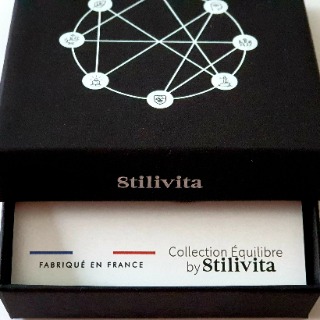 Stilivita
FABRIQUÉ EN FRANCE
Collection Équilibre
by Stilivita